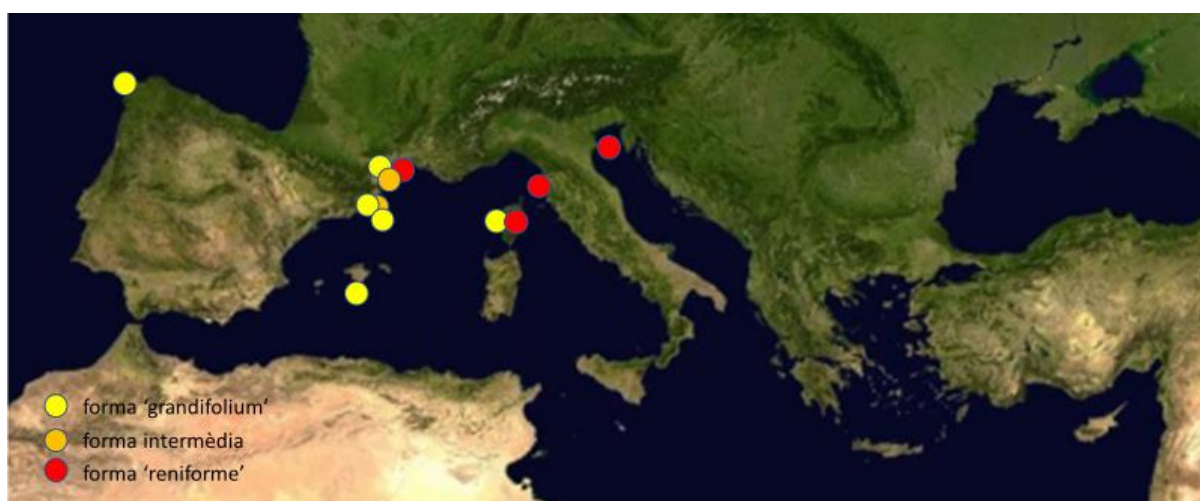 forma ‘grandifolium’
forma intermèdia
forma ‘reniforme’